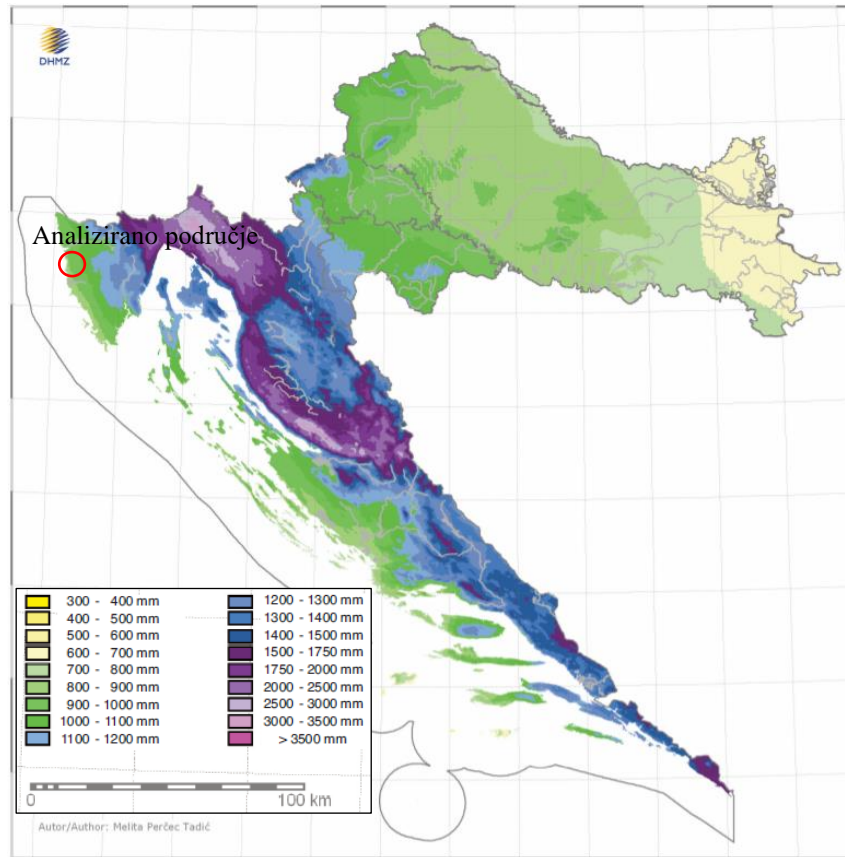 DHMZ
Analizirano područje
300 - 400 mm
400 - 500 mm
500 - 600 mm
600 - 700 mm
700 - 800 mm
800 - 900 mm
900 - 1000 mm
1000 - 1100 mm
1100 - 1200 mm
1200 - 1300 mm
1300 - 1400 mm
1400 - 1500 mm
1500 - 1750 mm
1750 - 2000 mm
2000 - 2500 mm
2500 - 3000 mm
3000 - 3500 mm
> 3500 mm
0 100 km
Autor/Author: Melita Perčec Tadić